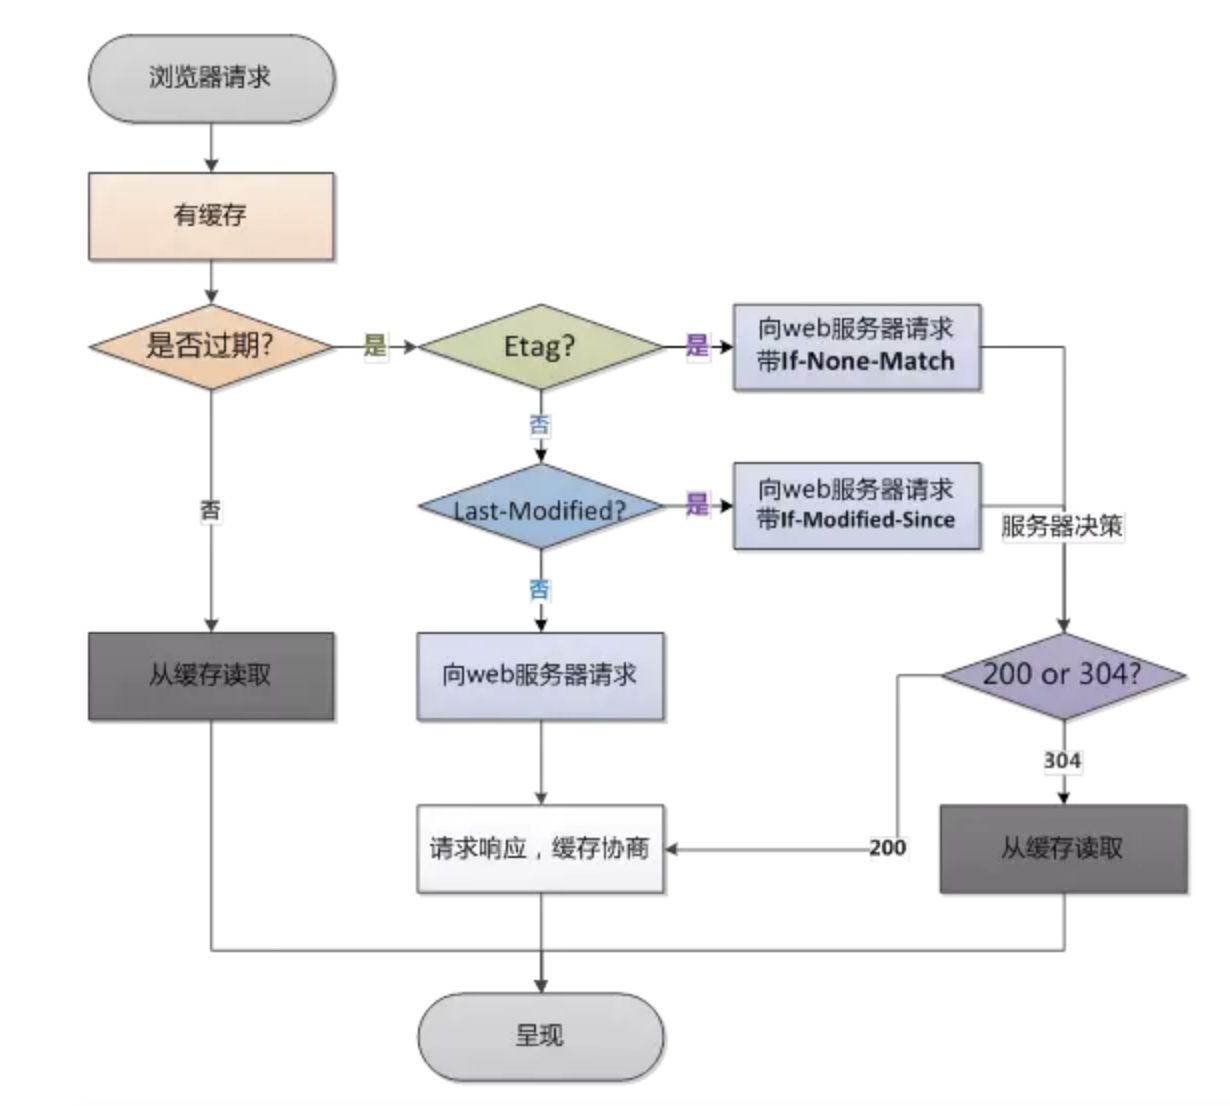 浏览器请求
有缓存
是否过期?
是
Etag?
是
向web服务器请求
带If-None-Match
否
否
Last-Modified?
是
向web服务器请求
带If-Modified-Since
服务器决策
否
从缓存读取
向web服务器请求
200 or 304?
304
请求响应，缓存协商
200
从缓存读取
呈现